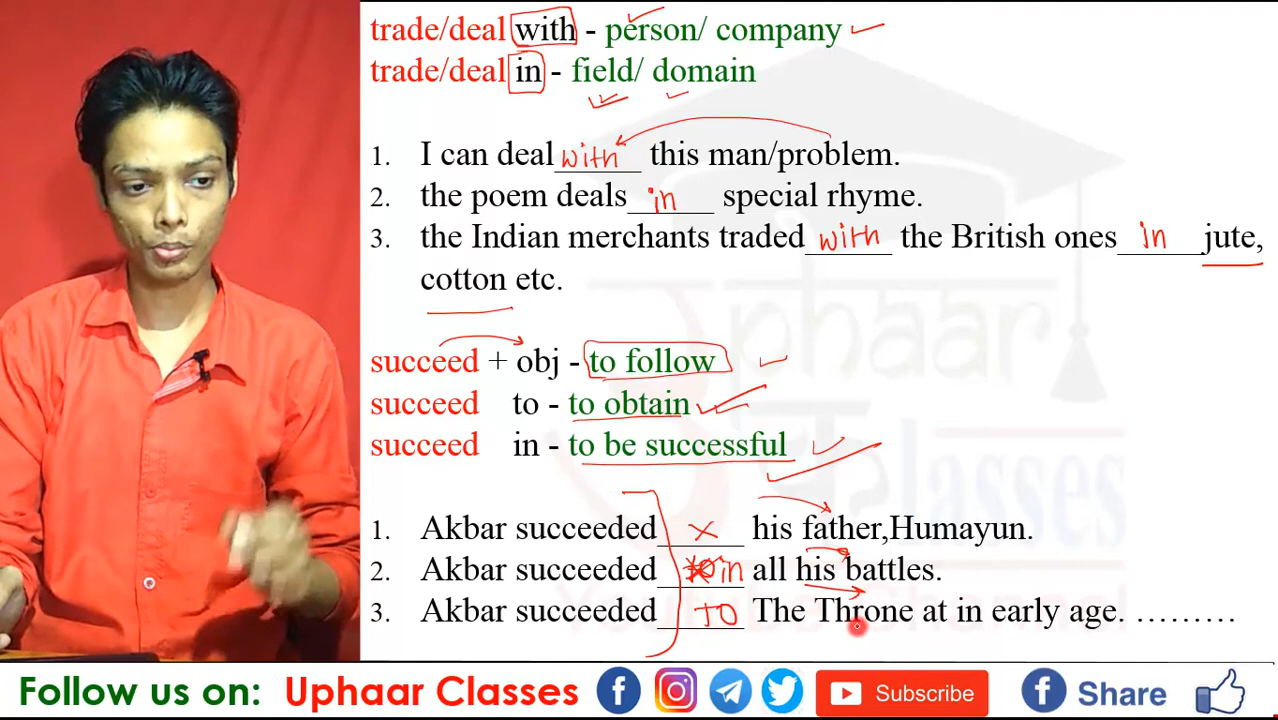 trade/deal with - person/ company
trade/deal in - field/ domain
1. I can deal with this man/problem.
2. the poem deals in special rhyme.
3. the Indian merchants traded with the British ones in jute,
cotton etc.
succeed + obj - to follow
succeed to - to obtain
succeed in - to be successful
1. Akbar succeeded × his father,Humayun.
2. Akbar succeeded in all his battles.
3. Akbar succeeded TO The Throne at in early age. ………
Follow us on: Uphaar Classes Subscribe Share